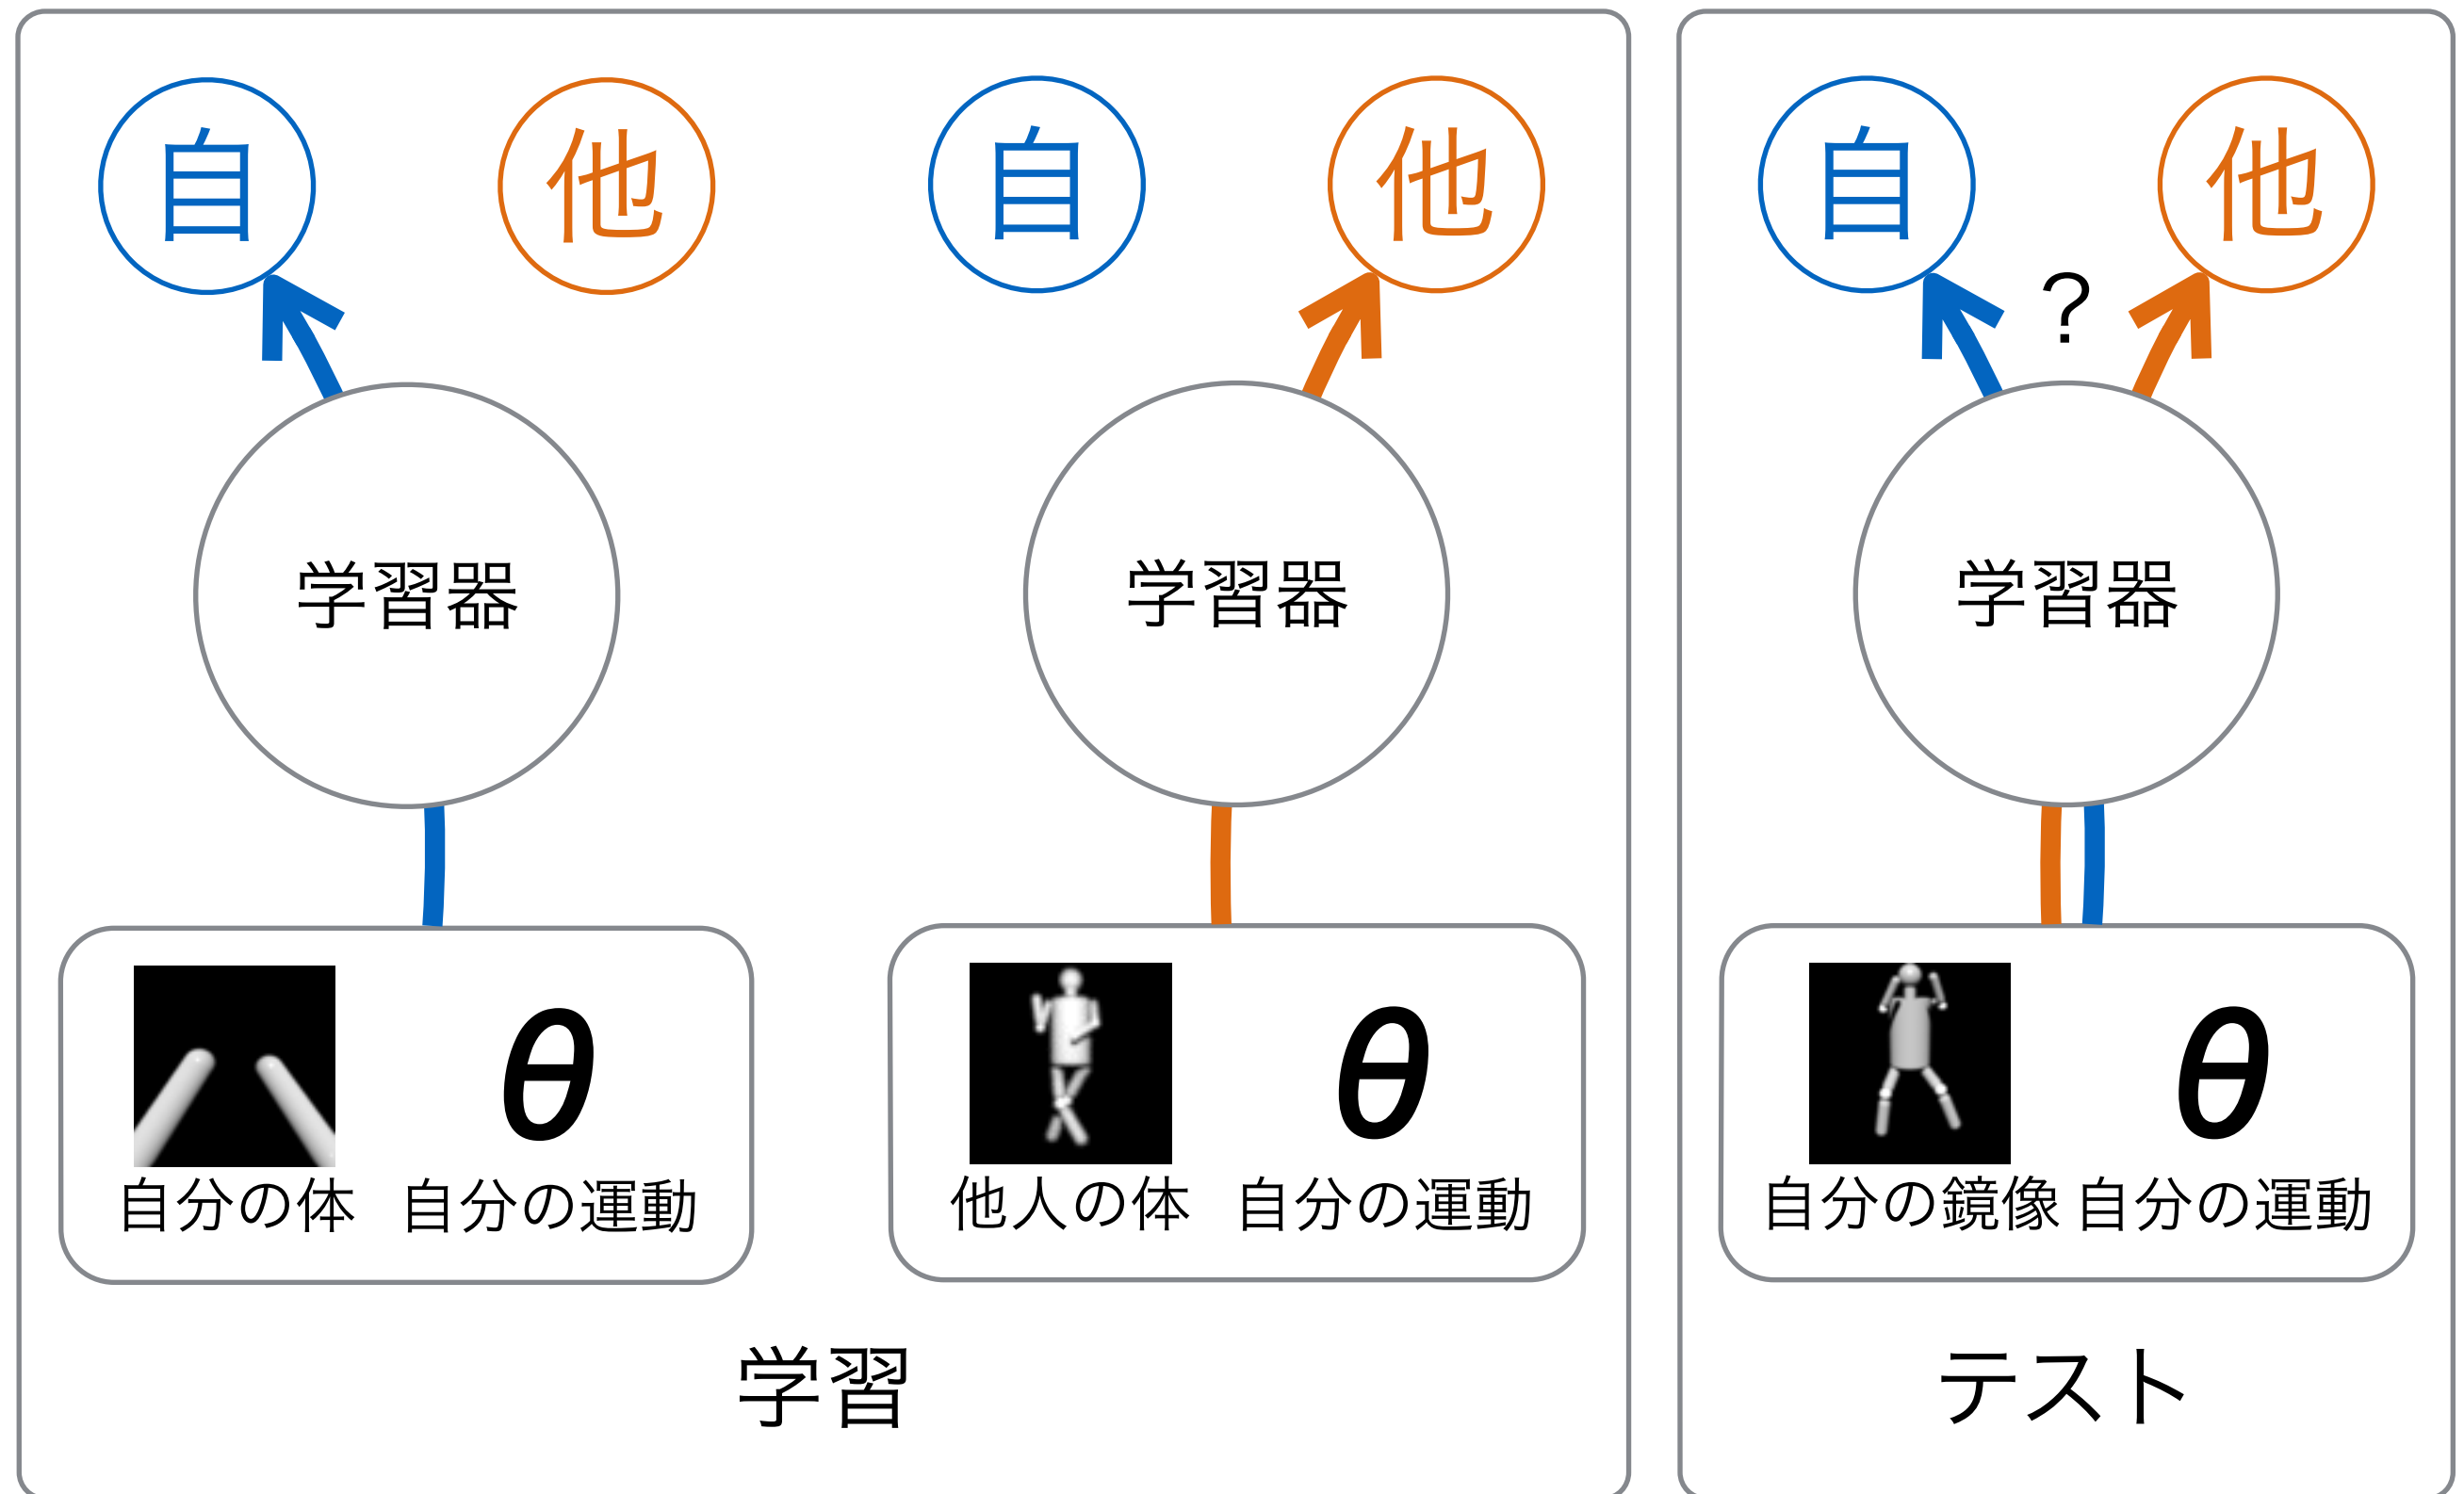 自 他 自 他 自 他
?
学習器 学習器 学習器
θ θ θ
自分の体 自分の運動 他人の体 自分の運動 自分の鏡像 自分の運動
学習 テスト